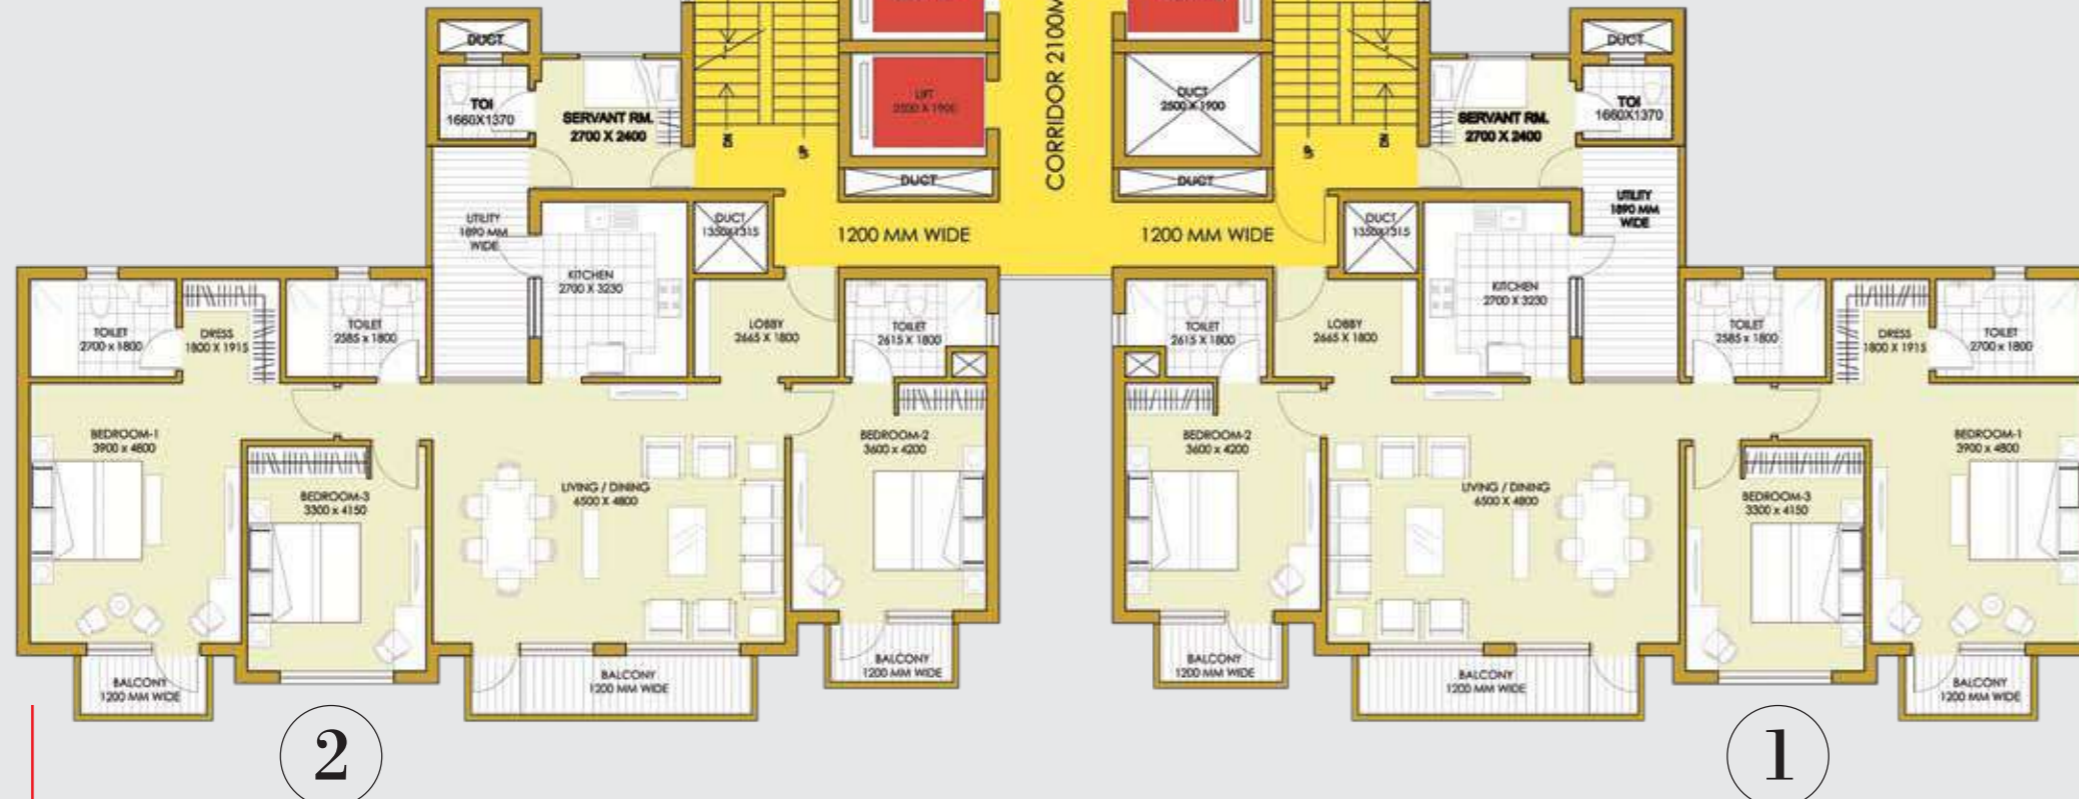 CORRIDOR 2100M
DUCT
TOI
1660X1370
SERVANT RM.
2700 X 2400
DN
UP
LIFT
2500 X 1900
DUCT
UTILITY
1890 MM
WIDE
KITCHEN
2700 X 3230
DUCT
1350X1315
1200 MM WIDE
TOILET
2700 x 1800
DRESS
1800 X 1915
TOILET
2585 x 1800
LOBBY
2665 X 1800
TOILET
2615 X 1800
BEDROOM-1
3900 x 4800
BEDROOM-3
3300 x 4150
LIVING / DINING
6500 X 4800
BEDROOM-2
3600 x 4200
BALCONY
1200 MM WIDE
BALCONY
1200 MM WIDE
BALCONY
1200 MM WIDE
2
DUCT
2500 X 1900
UP
DN
SERVANT RM.
2700 X 2400
DUCT
TOI
1660X1370
DUCT
1200 MM WIDE
DUCT
1350X1315
KITCHEN
2700 X 3230
UTILITY
1890 MM
WIDE
TOILET
2615 X 1800
LOBBY
2665 X 1800
TOILET
2585 x 1800
DRESS
1800 X 1915
TOILET
2700 x 1800
BEDROOM-2
3600 x 4200
LIVING / DINING
6500 X 4800
BEDROOM-3
3300 x 4150
BEDROOM-1
3900 x 4800
BALCONY
1200 MM WIDE
BALCONY
1200 MM WIDE
BALCONY
1200 MM WIDE
1